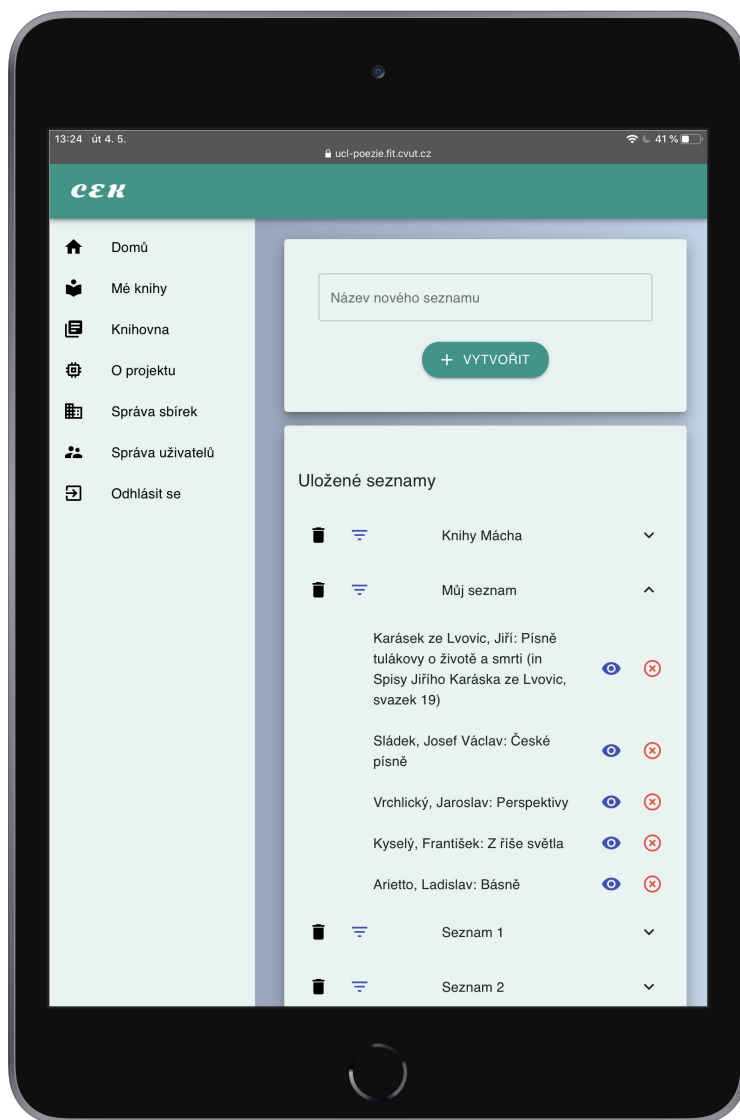 13:24 út 4. 5.
41 %
ucl-poezie.fit.cvut.cz
CEK
Domů
Mé knihy
Knihovna
O projektu
Správa sbírek
Správa uživatelů
Odhlásit se
Název nového seznamu
+ VYTVOŘIT
Uložené seznamy
Knihy Mácha
Můj seznam
Karásek ze Lvovic, Jiří: Písně
tulákovy o životě a smrti (in
Spisy Jiřího Karáska ze Lvovic,
svazek 19)
Sládek, Josef Václav: České
písně
Vrchlický, Jaroslav: Perspektivy
Kyselý, František: Z říše světla
Arietto, Ladislav: Básně
Seznam 1
Seznam 2